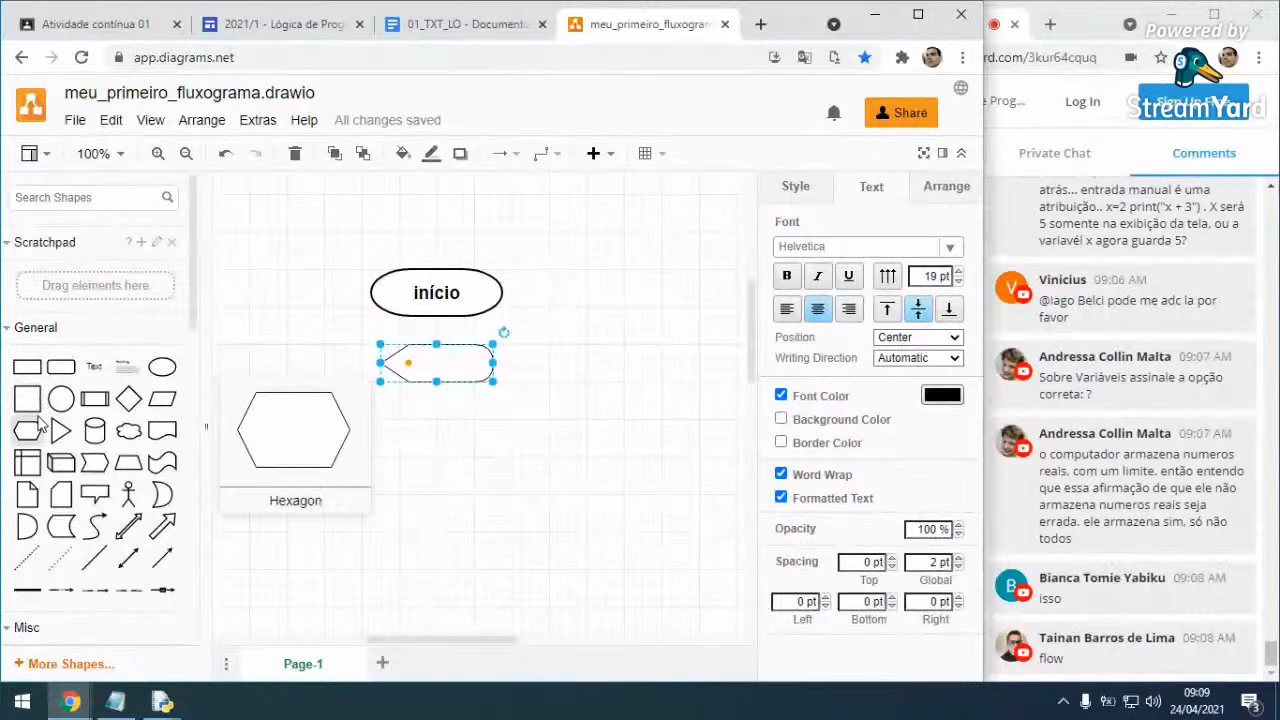 Atividade contínua 01
2021/1 - Lógica de Prog
01_TXT_LO - Document
meu_primeiro_fluxogram
app.diagrams.net
rd.com/3kur64cquq
Powered by
StreamYard
meu_primeiro_fluxograma.drawio
File
Edit
View
Arrange
Extras
Help
All changes saved
Share
e Prog...
Log In
100%
Private Chat
Comments
Search Shapes
Scratchpad
?
Drag elements here
General
Text
Hexagon
Misc
More Shapes...
início
Page-1
Style
Text
Arrange
Font
Helvetica
B
I
U
19 pt
Position
Center
Writing Direction
Automatic
Font Color
Background Color
Border Color
Word Wrap
Formatted Text
Opacity
100 %
Spacing
0 pt
2 pt
Top
Global
0 pt
0 pt
0 pt
Left
Bottom
Right
atrás... entrada manual é uma
atribuição.. x=2 print("x + 3") . X será
5 somente na exibição da tela, ou a
variavél x agora guarda 5?
V
Vinicius
09:06 AM
@Iago Belci pode me adc la por
favor
Andressa Collin Malta
09:07 AM
Sobre Variáveis assinale a opção
correta: ?
Andressa Collin Malta
09:07 AM
o computador armazena numeros
reais, com um limite. então entendo
que essa afirmação de que ele não
armazena numeros reais seja
errada. ele armazena sim, só não
todos
B
Bianca Tomie Yabiku
09:08 AM
isso
Tainan Barros de Lima
09:08 AM
flow
09:09
24/04/2021
3